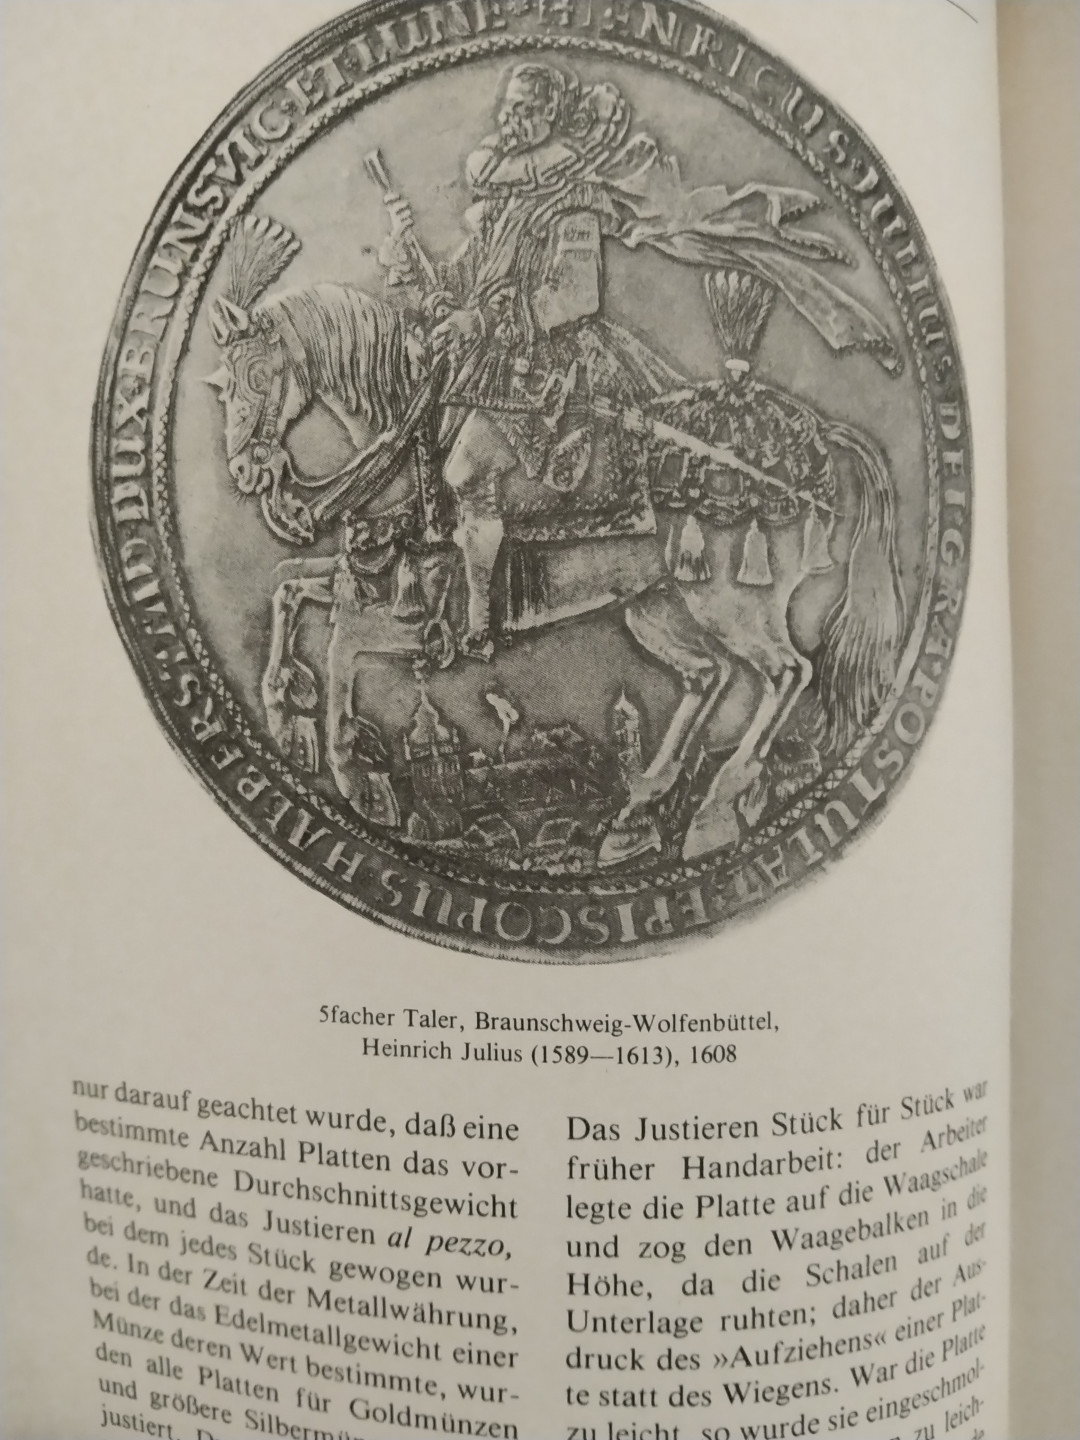 HENRICUS·IULIUS·DEI·GRA·POSTULAT·EPISCOPUS·HALBERSTAD·DUX·BRUNSVIC·ET·LUNE
5facher Taler, Braunschweig-Wolfenbüttel,
Heinrich Julius (1589—1613), 1608
nur darauf geachtet wurde, daß eine
bestimmte Anzahl Platten das vor-
geschriebene Durchschnittsgewicht
hatte, und das Justieren al pezzo,
bei dem jedes Stück gewogen wur-
de. In der Zeit der Metallwährung,
bei der das Edelmetallgewicht einer
Münze deren Wert bestimmte, wur-
den alle Platten für Goldmünzen
und größere
justiert.
Das Justieren Stück für Stück war
früher Handarbeit: der Arbeiter
legte die Platte auf die Waagschale
und zog den Waagebalken in die
Höhe, da die Schalen auf der
Unterlage ruhten; daher der Aus-
druck des »Aufziehens« einer Plat-
te statt des Wiegens. War die Platte
zu leicht, so wurde sie eingeschmol-
zu leich-